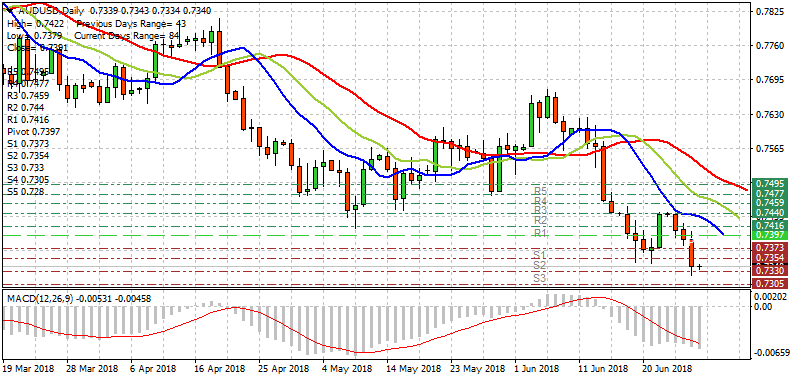 AUDUSD,Daily 0.7339 0.7343 0.7334 0.7340
High= 0.7422 Previous Days Range= 43
Low= 0.7379 Current Days Range= 84
Close= 0.7391
R5 0.7495
R4 0.7477
R3 0.7459
R2 0.744
R1 0.7416
Pivot 0.7397
S1 0.7373
S2 0.7354
S3 0.733
S4 0.7305
S5 0.728
R5
R4
R3
R2
R1
S1
S2
S3
0.7825
0.7760
0.7695
0.7630
0.7565
0.7495
0.7477
0.7459
0.7440
0.7416
0.7397
0.7373
0.7354
0.7330
0.7305
MACD(12,26,9) -0.00531 -0.00458
0.00202
0.00
-0.00659
19 Mar 2018 28 Mar 2018 6 Apr 2018 16 Apr 2018 25 Apr 2018 4 May 2018 14 May 2018 23 May 2018 1 Jun 2018 11 Jun 2018 20 Jun 2018